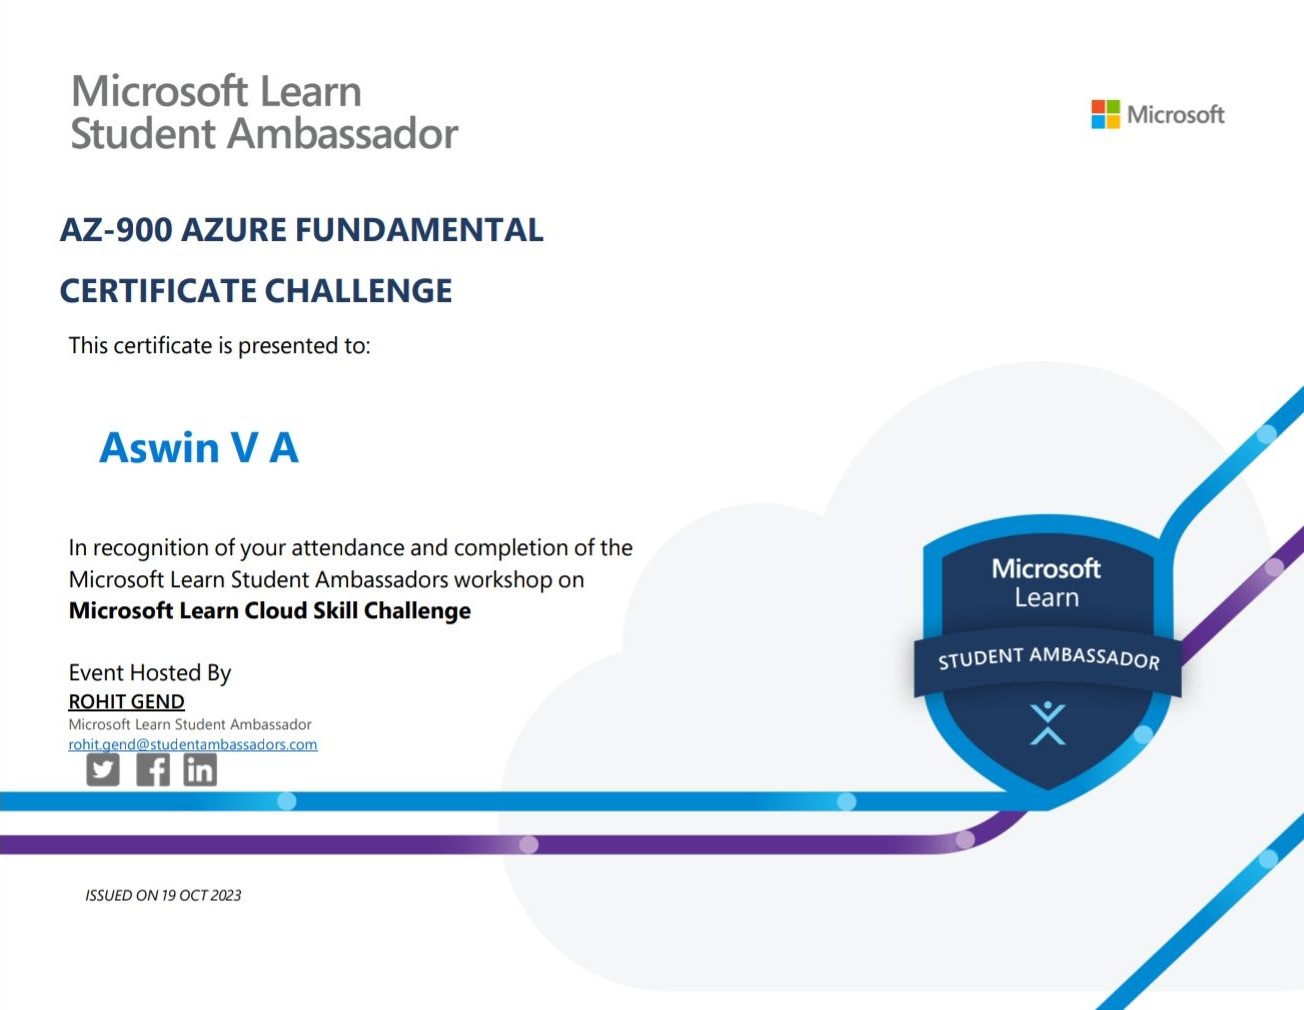 Microsoft Learn
Student Ambassador
Microsoft
AZ-900 AZURE FUNDAMENTAL
CERTIFICATE CHALLENGE
This certificate is presented to:
Aswin V A
In recognition of your attendance and completion of the
Microsoft Learn Student Ambassadors workshop on
Microsoft Learn Cloud Skill Challenge
Event Hosted By
ROHIT GEND
Microsoft Learn Student Ambassador
rohit.gend@studentambassadors.com
Microsoft
Learn
STUDENT AMBASSADOR
ISSUED ON 19 OCT 2023